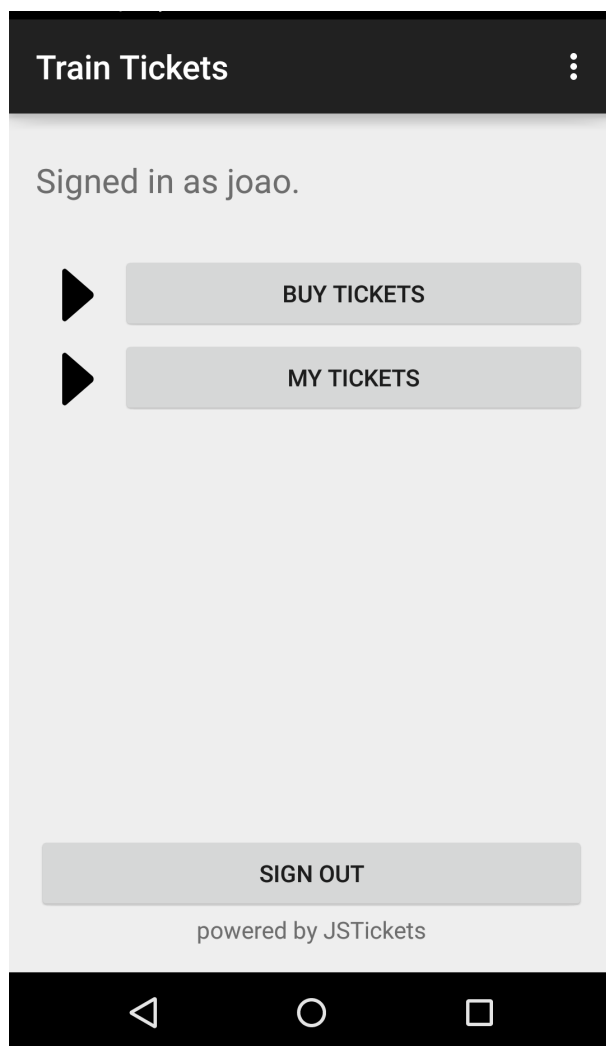 Train Tickets
Signed in as joao.
BUY TICKETS
MY TICKETS
SIGN OUT
powered by JSTickets